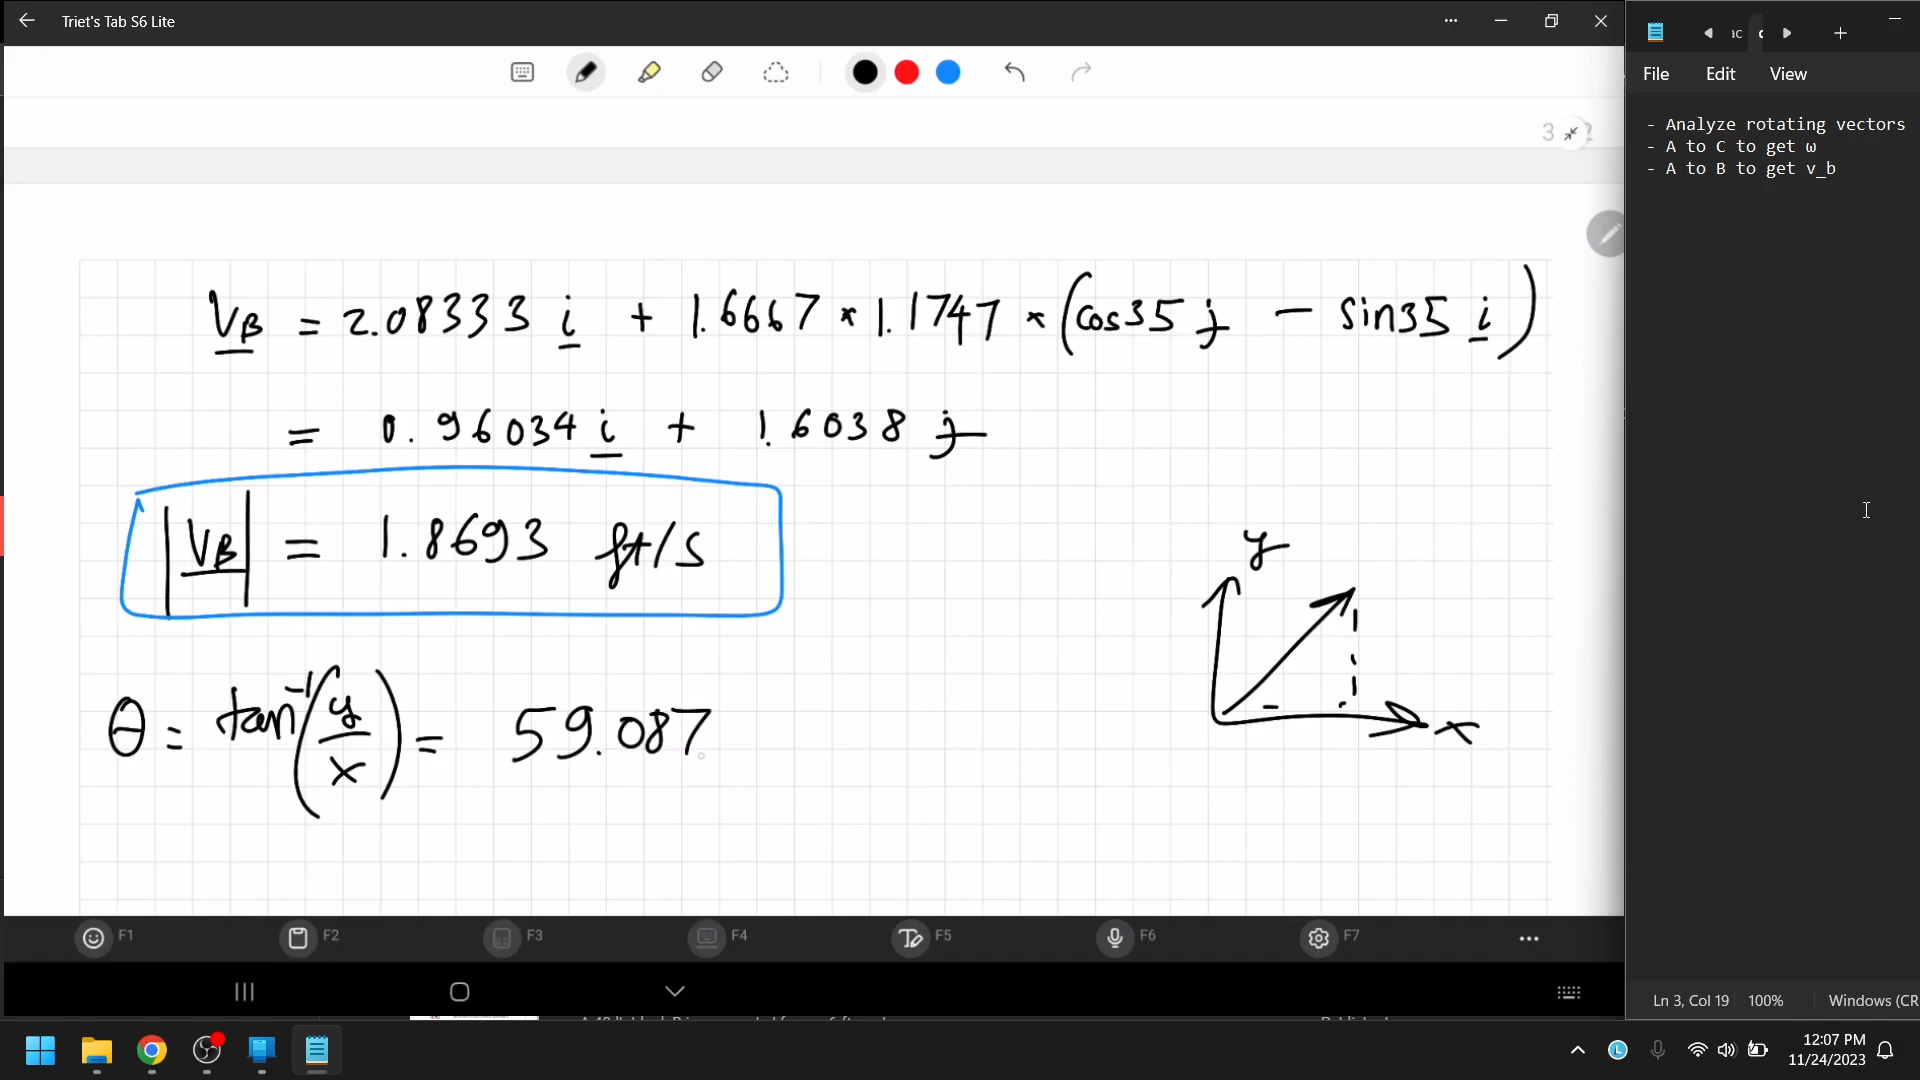 Triet's Tab S6 Lite
File Edit View
- Analyze rotating vectors
- A to C to get ω
- A to B to get v_b
V_B = 2.08333 i + 1.6667 * 1.1747 * (cos35 j − sin35 i)
= 0.96034 i + 1.6038 j
|V_B| = 1.8693 ft/s
θ = tan⁻¹(y/x) = 59.087
y
x
F1 F2 F3 F4 F5 F6 F7
Ln 3, Col 19 100% Windows (CR
12:07 PM
11/24/2023